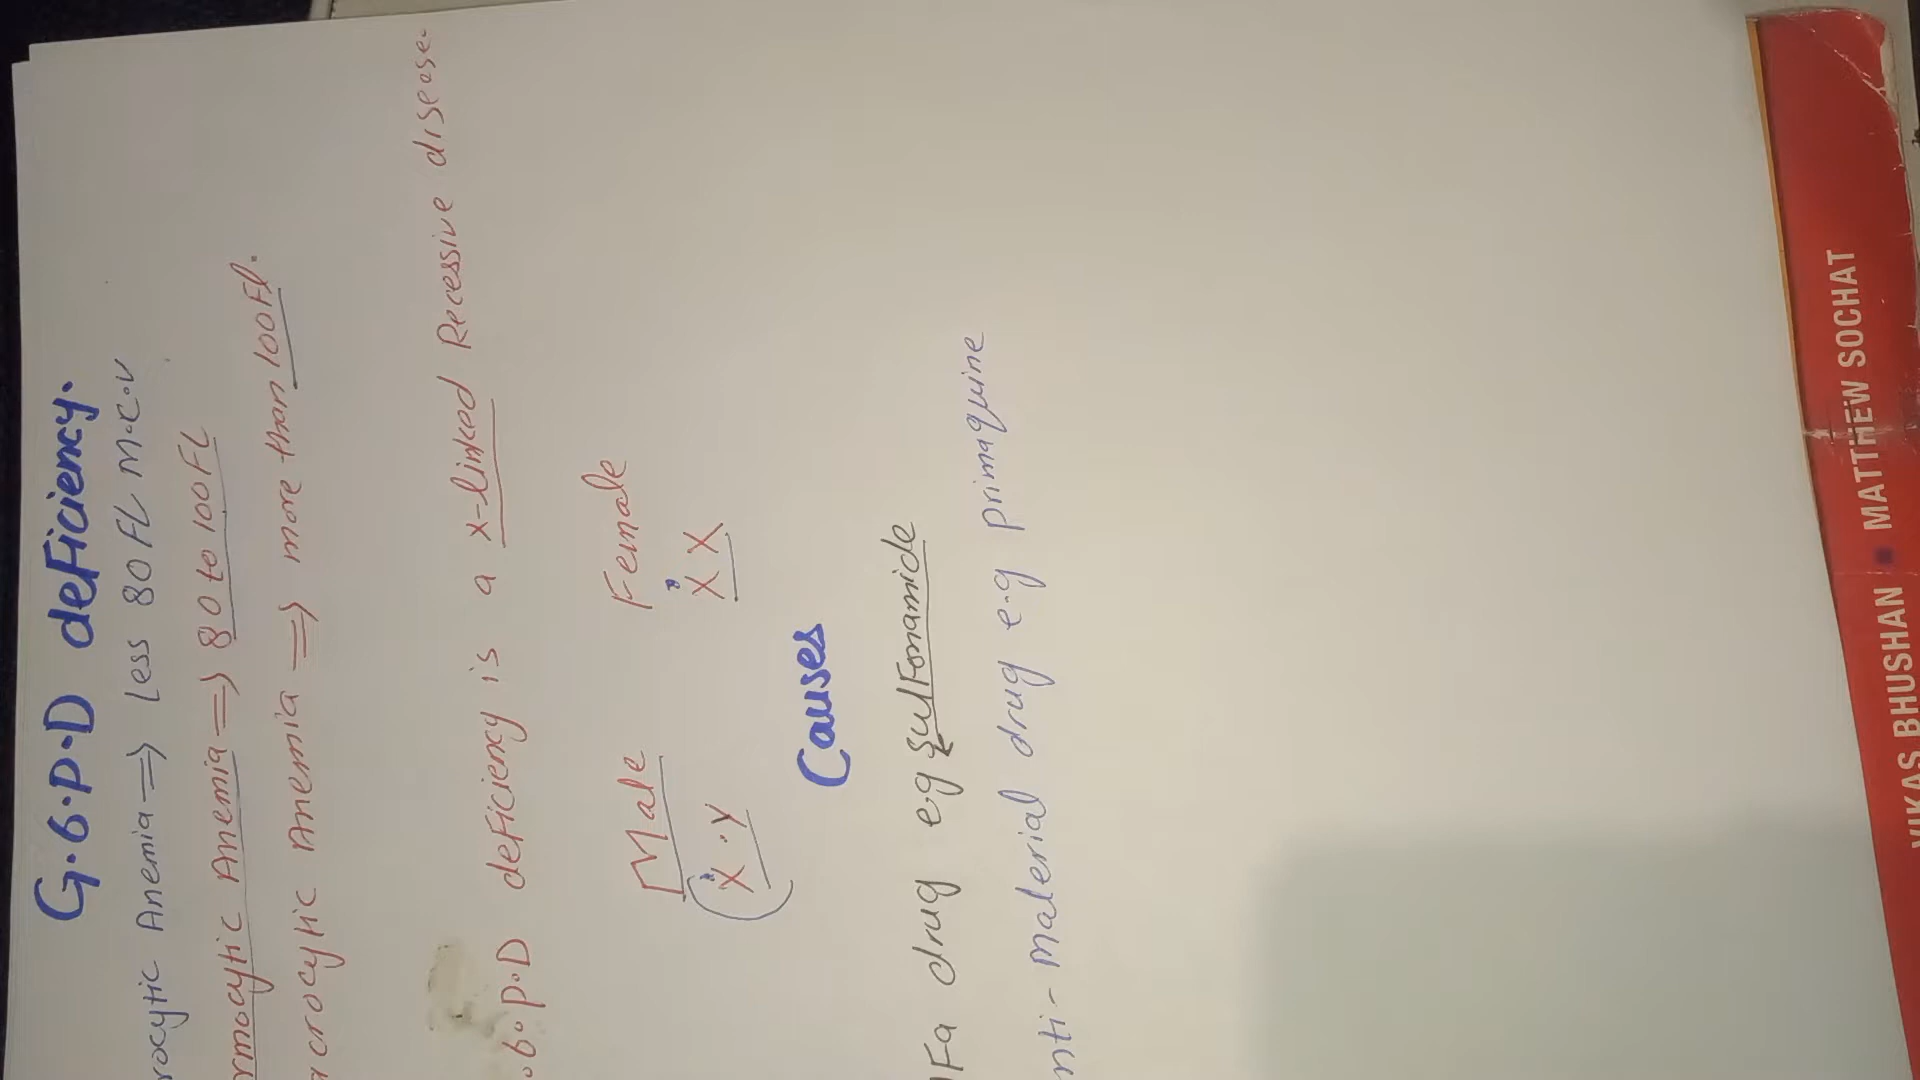 G.6.P.D deFiciency.
rocytic Anemia => Less 80 FL M.C.V
rmocytic Anemia => 80 to 100 FL
acrocytic Anemia => more than 100 Fl.
.6.P.D deFiciency is a x-linked Recessive disease.
Male Female
X.Y XX
Causes
lFa drug e.g SulFonamide
nti-material drug e.g primaquine
VIKAS BHUSHAN • MATTHEW SOCHAT